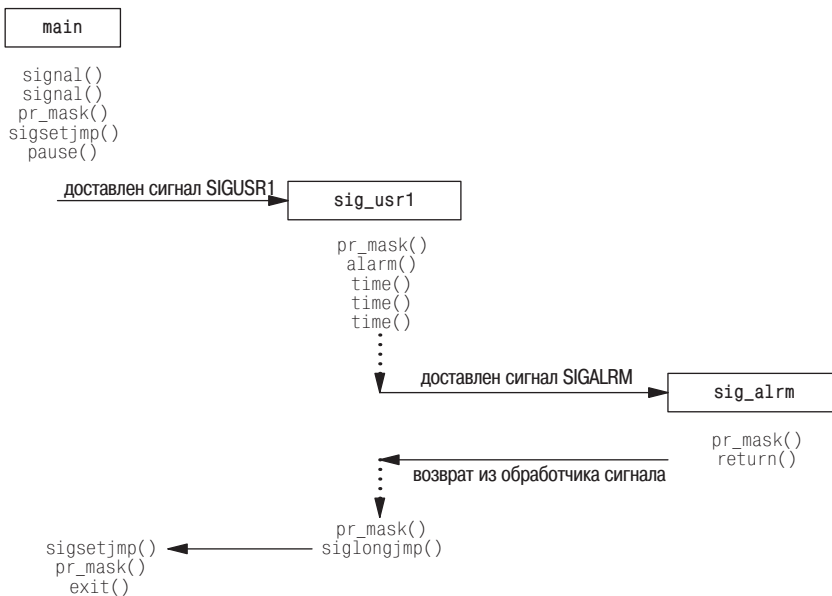 main
signal()
signal()
pr_mask()
sigsetjmp()
pause()
доставлен сигнал SIGUSR1
sig_usr1
pr_mask()
alarm()
time()
time()
time()
доставлен сигнал SIGALRM
sig_alrm
pr_mask()
return()
возврат из обработчика сигнала
pr_mask()
siglongjmp()
sigsetjmp()
pr_mask()
exit()